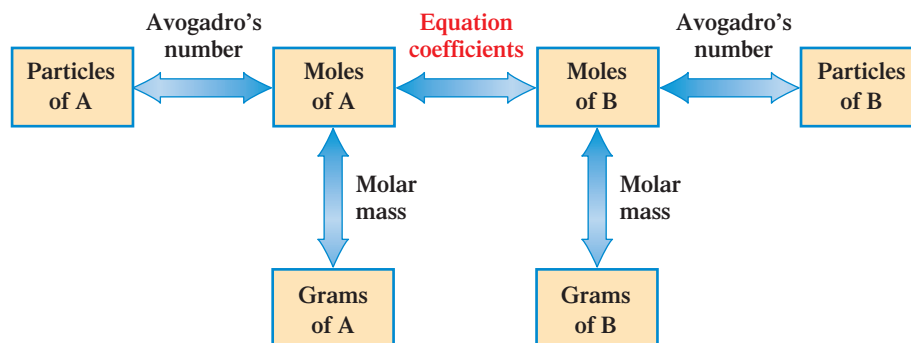 Avogadro's
number
Equation
coefficients
Avogadro's
number
Particles
of A
Moles
of A
Moles
of B
Particles
of B
Molar
mass
Molar
mass
Grams
of A
Grams
of B